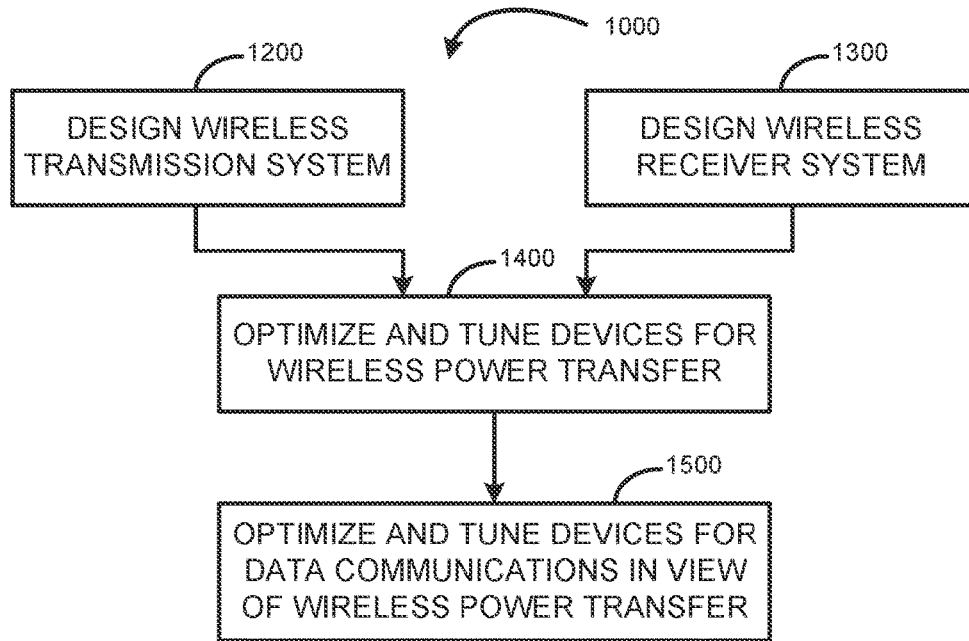 1000
1200
DESIGN WIRELESS
TRANSMISSION SYSTEM
1300
DESIGN WIRELESS
RECEIVER SYSTEM
1400
OPTIMIZE AND TUNE DEVICES FOR
WIRELESS POWER TRANSFER
1500
OPTIMIZE AND TUNE DEVICES FOR
DATA COMMUNICATIONS IN VIEW
OF WIRELESS POWER TRANSFER